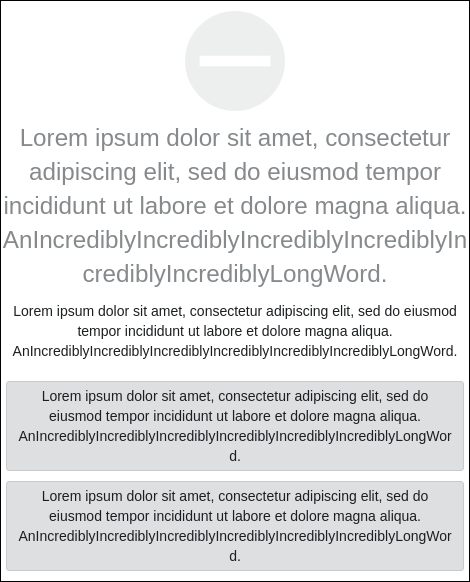 Lorem ipsum dolor sit amet, consectetur
adipiscing elit, sed do eiusmod tempor
incididunt ut labore et dolore magna aliqua.
AnIncrediblyIncrediblyIncrediblyIncrediblyIn
crediblyIncrediblyLongWord.
Lorem ipsum dolor sit amet, consectetur adipiscing elit, sed do eiusmod
tempor incididunt ut labore et dolore magna aliqua.
AnIncrediblyIncrediblyIncrediblyIncrediblyIncrediblyIncrediblyLongWord.
Lorem ipsum dolor sit amet, consectetur adipiscing elit, sed do
eiusmod tempor incididunt ut labore et dolore magna aliqua.
AnIncrediblyIncrediblyIncrediblyIncrediblyIncrediblyIncrediblyLongWor
d.
Lorem ipsum dolor sit amet, consectetur adipiscing elit, sed do
eiusmod tempor incididunt ut labore et dolore magna aliqua.
AnIncrediblyIncrediblyIncrediblyIncrediblyIncrediblyIncrediblyLongWor
d.